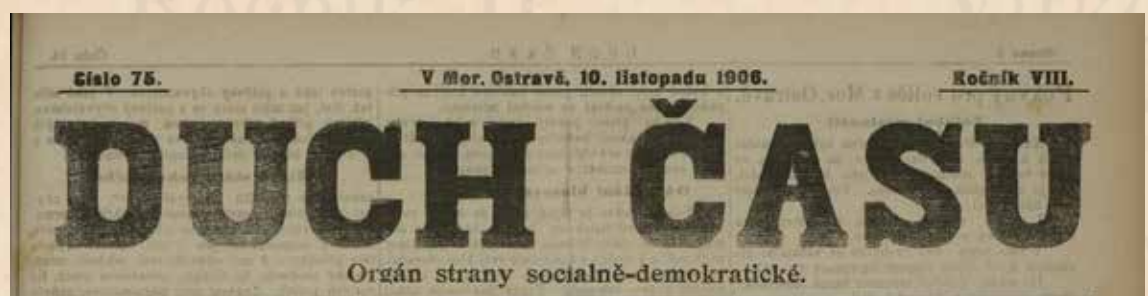 Číslo 75. V Mor. Ostravě, 10. listopadu 1906. Ročník VIII.
DUCH ČASU
Orgán strany socialně-demokratické.